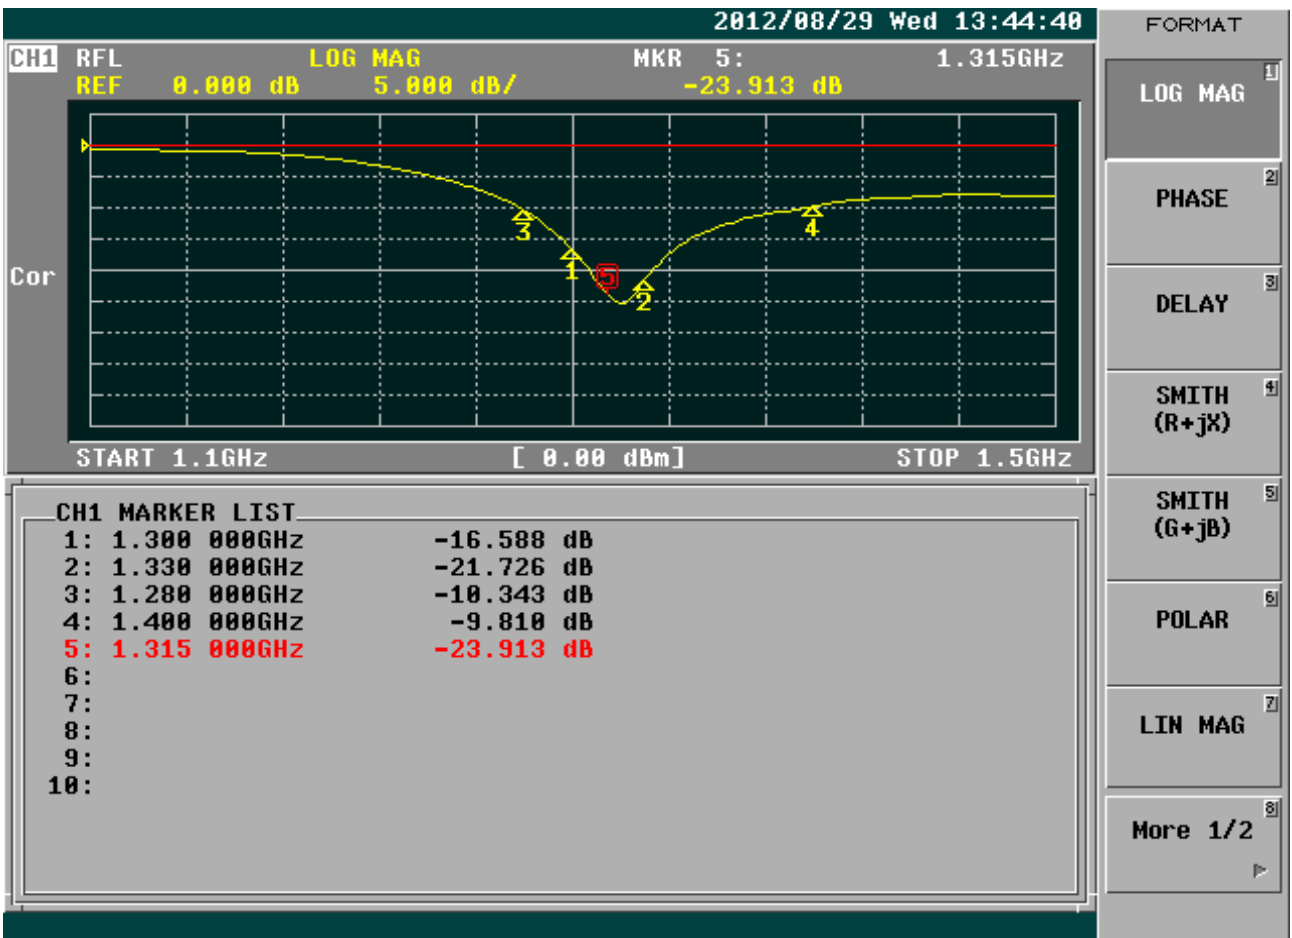 2012/08/29 Wed 13:44:40
CH1 RFL LOG MAG MKR 5: 1.315GHz
REF 0.000 dB 5.000 dB/ -23.913 dB
3
1
5
2
4
Cor
START 1.1GHz [ 0.00 dBm] STOP 1.5GHz
CH1 MARKER LIST
1: 1.300 000GHz -16.588 dB
2: 1.330 000GHz -21.726 dB
3: 1.280 000GHz -10.343 dB
4: 1.400 000GHz -9.810 dB
5: 1.315 000GHz -23.913 dB
6:
7:
8:
9:
10:
FORMAT
1
LOG MAG
2
PHASE
3
DELAY
4
SMITH
(R+jX)
5
SMITH
(G+jB)
6
POLAR
7
LIN MAG
8
More 1/2